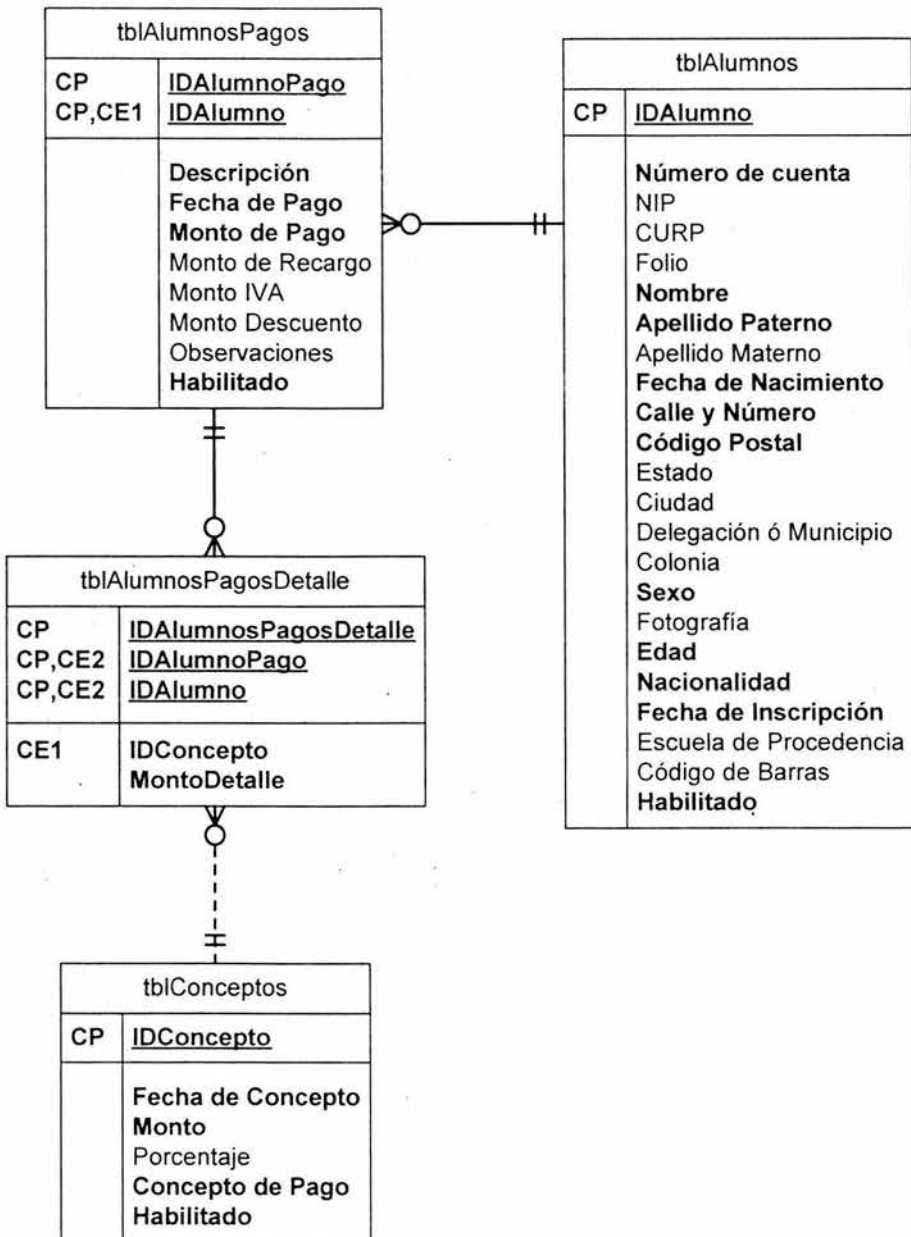 tblAlumnosPagos
CP IDAlumnoPago
CP,CE1 IDAlumno
Descripción
Fecha de Pago
Monto de Pago
Monto de Recargo
Monto IVA
Monto Descuento
Observaciones
Habilitado
tblAlumnos
CP IDAlumno
Número de cuenta
NIP
CURP
Folio
Nombre
Apellido Paterno
Apellido Materno
Fecha de Nacimiento
Calle y Número
Código Postal
Estado
Ciudad
Delegación ó Municipio
Colonia
Sexo
Fotografía
Edad
Nacionalidad
Fecha de Inscripción
Escuela de Procedencia
Código de Barras
Habilitado
tblAlumnosPagosDetalle
CP IDAlumnosPagosDetalle
CP,CE2 IDAlumnoPago
CP,CE2 IDAlumno
CE1 IDConcepto
MontoDetalle
tblConceptos
CP IDConcepto
Fecha de Concepto
Monto
Porcentaje
Concepto de Pago
Habilitado